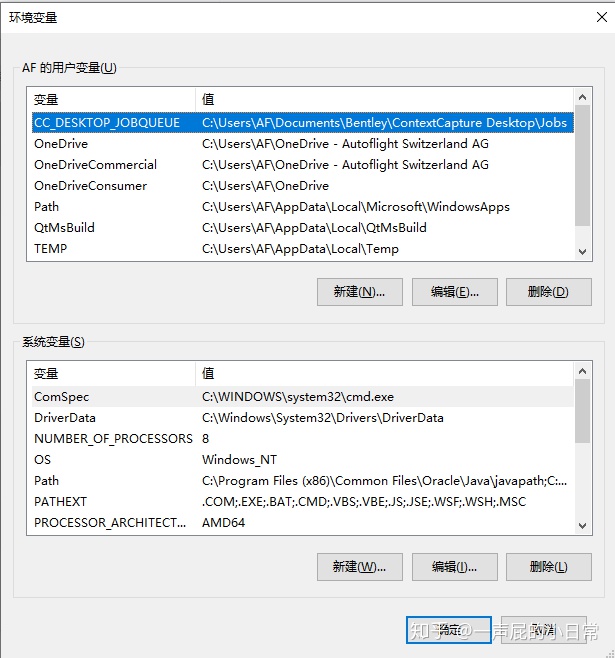 环境变量
AF 的用户变量(U)
变量 值
CC_DESKTOP_JOBQUEUE C:\Users\AF\Documents\Bentley\ContextCapture Desktop\Jobs
OneDrive C:\Users\AF\OneDrive - Autoflight Switzerland AG
OneDriveCommercial C:\Users\AF\OneDrive - Autoflight Switzerland AG
OneDriveConsumer C:\Users\AF\OneDrive
Path C:\Users\AF\AppData\Local\Microsoft\WindowsApps
QtMsBuild C:\Users\AF\AppData\Local\QtMsBuild
TEMP C:\Users\AF\AppData\Local\Temp
新建(N)... 编辑(E)... 删除(D)
系统变量(S)
变量 值
ComSpec C:\WINDOWS\system32\cmd.exe
DriverData C:\Windows\System32\Drivers\DriverData
NUMBER_OF_PROCESSORS 8
OS Windows_NT
Path C:\Program Files (x86)\Common Files\Oracle\Java\javapath;C:...
PATHEXT .COM;.EXE;.BAT;.CMD;.VBS;.VBE;.JS;.JSE;.WSF;.WSH;.MSC
PROCESSOR_ARCHITECT... AMD64
新建(W)... 编辑(I)... 删除(L)
确定 取消
知乎 @一声屁的小日常